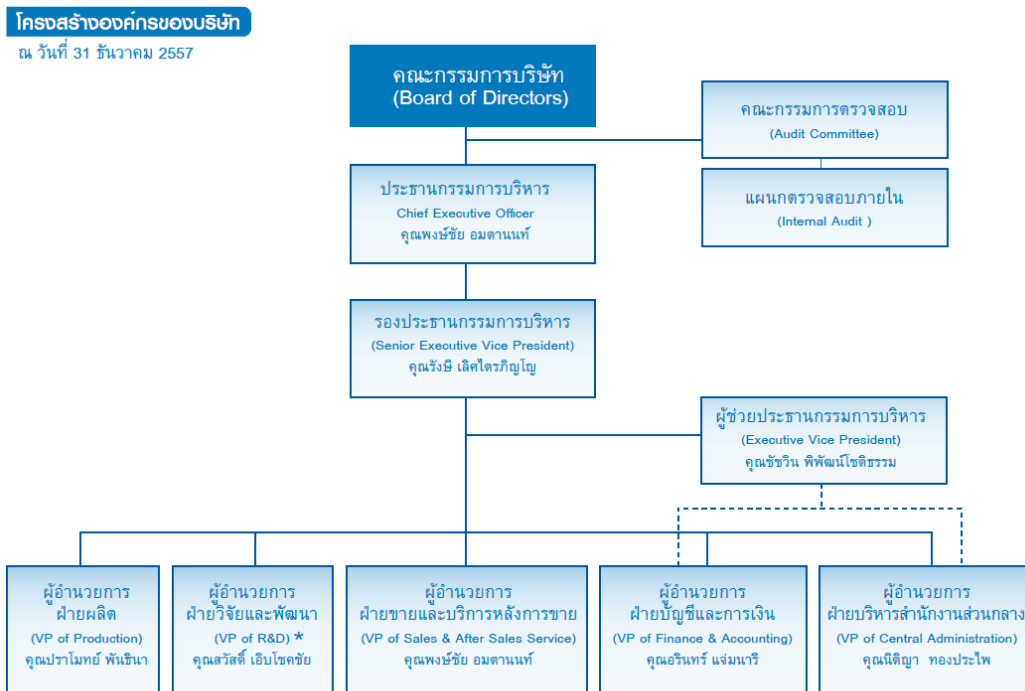 โครงสร้างองค์กรของบริษัท
ณ วันที่ 31 ธันวาคม 2557
คณะกรรมการบริษัท
(Board of Directors)
คณะกรรมการตรวจสอบ
(Audit Committee)
แผนกตรวจสอบภายใน
(Internal Audit )
ประธานกรรมการบริหาร
Chief Executive Officer
คุณพงษ์ชัย อมตานนท์
รองประธานกรรมการบริหาร
(Senior Executive Vice President)
คุณรังษี เลิศไตรภิญโญ
ผู้ช่วยประธานกรรมการบริหาร
(Executive Vice President)
คุณชัชวิน พิพัฒน์โชติธรรม
ผู้อำนวยการ
ฝ่ายผลิต
(VP of Production)
คุณปราโมทย์ พันธินา
ผู้อำนวยการ
ฝ่ายวิจัยและพัฒนา
(VP of R&D) *
คุณสวัสดิ์ เอิบโชคชัย
ผู้อำนวยการ
ฝ่ายขายและบริการหลังการขาย
(VP of Sales & After Sales Service)
คุณพงษ์ชัย อมตานนท์
ผู้อำนวยการ
ฝ่ายบัญชีและการเงิน
(VP of Finance & Accounting)
คุณอรินทร์ แจ่มนารี
ผู้อำนวยการ
ฝ่ายบริหารสำนักงานส่วนกลาง
(VP of Central Administration)
คุณนิติญา ทองประไพ